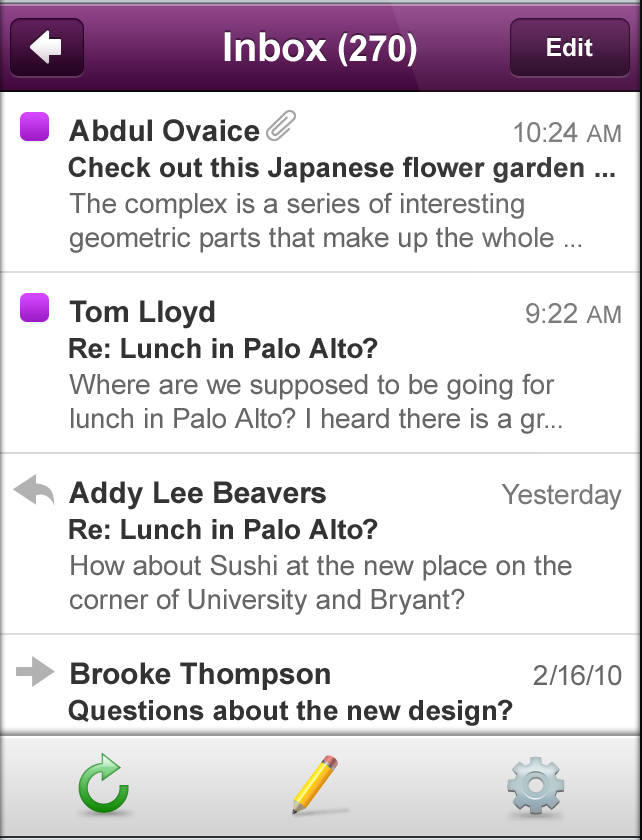 Inbox (270)
Edit
Abdul Ovaice
10:24 AM
Check out this Japanese flower garden ...
The complex is a series of interesting
geometric parts that make up the whole ...
Tom Lloyd
9:22 AM
Re: Lunch in Palo Alto?
Where are we supposed to be going for
lunch in Palo Alto? I heard there is a gr...
Addy Lee Beavers
Yesterday
Re: Lunch in Palo Alto?
How about Sushi at the new place on the
corner of University and Bryant?
Brooke Thompson
2/16/10
Questions about the new design?